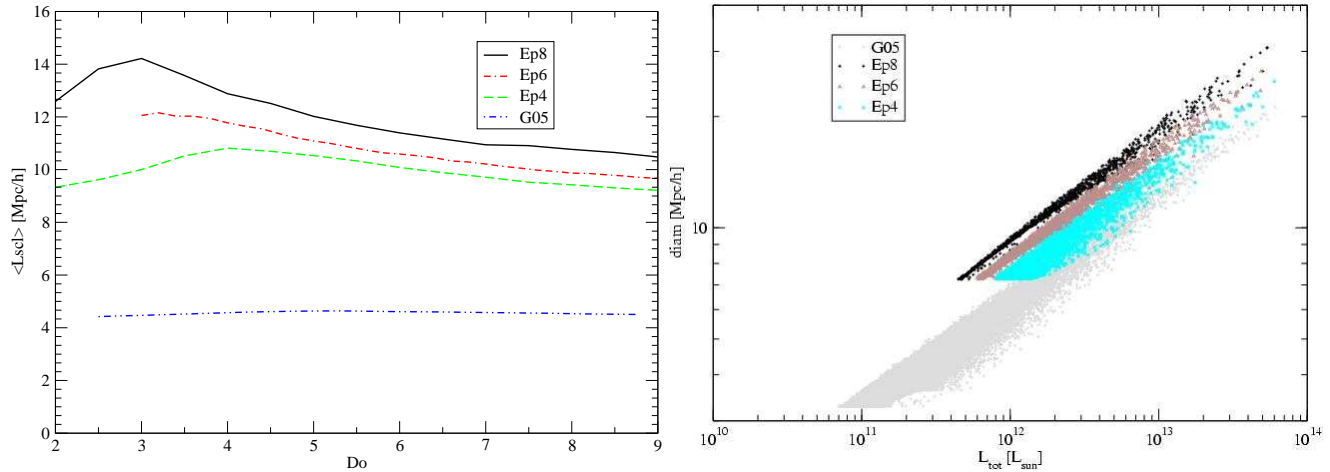 16
14
12
10
8
6
4
2
0
<Lscl> [Mpc/h]
Ep8
Ep6
Ep4
G05
2
3
4
5
6
7
8
9
Do
diam [Mpc/h]
10
G05
Ep8
Ep6
Ep4
10^10
10^11
10^12
10^13
10^14
L_tot [L_sun]